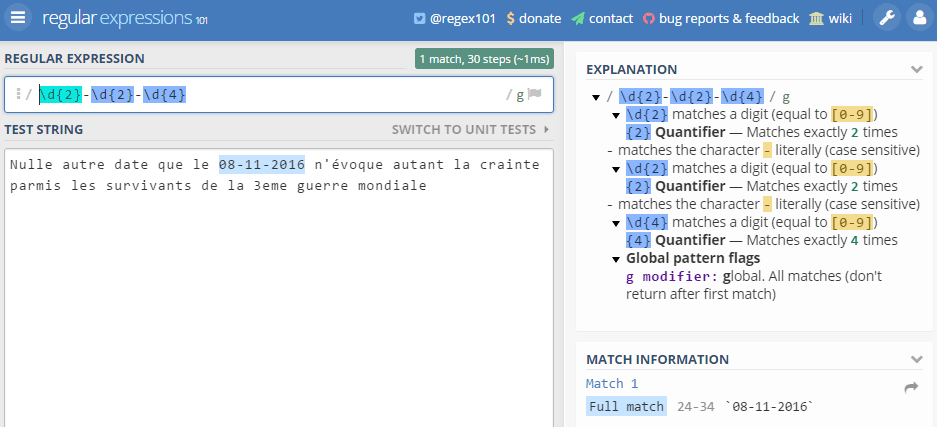 regular expressions 101
@regex101 $ donate contact bug reports & feedback wiki
REGULAR EXPRESSION
1 match, 30 steps (~1ms)
/ \d{2}-\d{2}-\d{4} / g
TEST STRING
SWITCH TO UNIT TESTS
Nulle autre date que le 08-11-2016 n'évoque autant la crainte
parmis les survivants de la 3eme guerre mondiale
EXPLANATION
/ \d{2}-\d{2}-\d{4} / g
\d{2} matches a digit (equal to [0-9])
{2} Quantifier — Matches exactly 2 times
- matches the character - literally (case sensitive)
\d{2} matches a digit (equal to [0-9])
{2} Quantifier — Matches exactly 2 times
- matches the character - literally (case sensitive)
\d{4} matches a digit (equal to [0-9])
{4} Quantifier — Matches exactly 4 times
Global pattern flags
g modifier: global. All matches (don't
return after first match)
MATCH INFORMATION
Match 1
Full match 24-34 `08-11-2016`